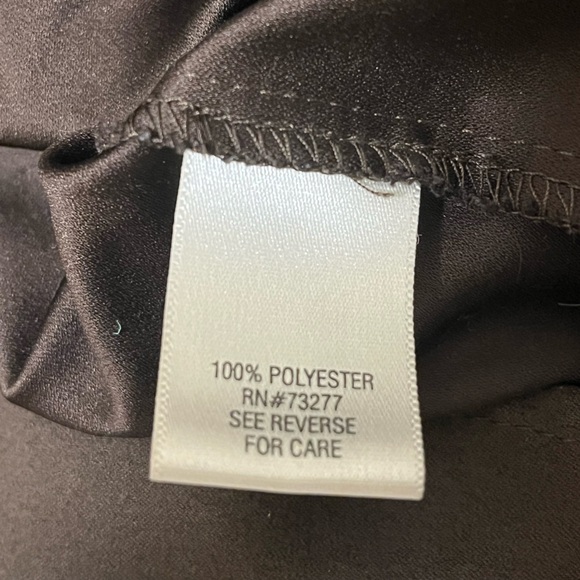 100% POLYESTER
RN#73277
SEE REVERSE
FOR CARE